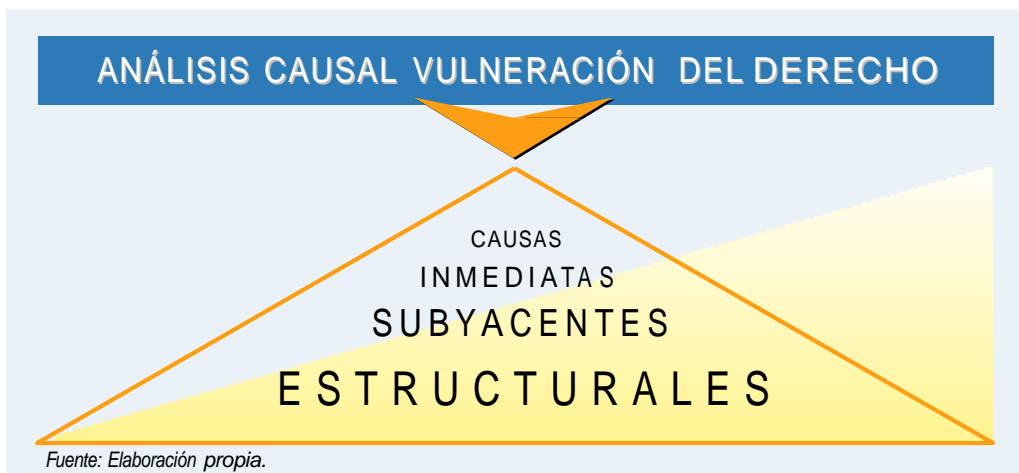 ANÁLISIS CAUSAL VULNERACIÓN DEL DERECHO
CAUSAS
INMEDIATAS
SUBYACENTES
ESTRUCTURALES
Fuente: Elaboración propia.